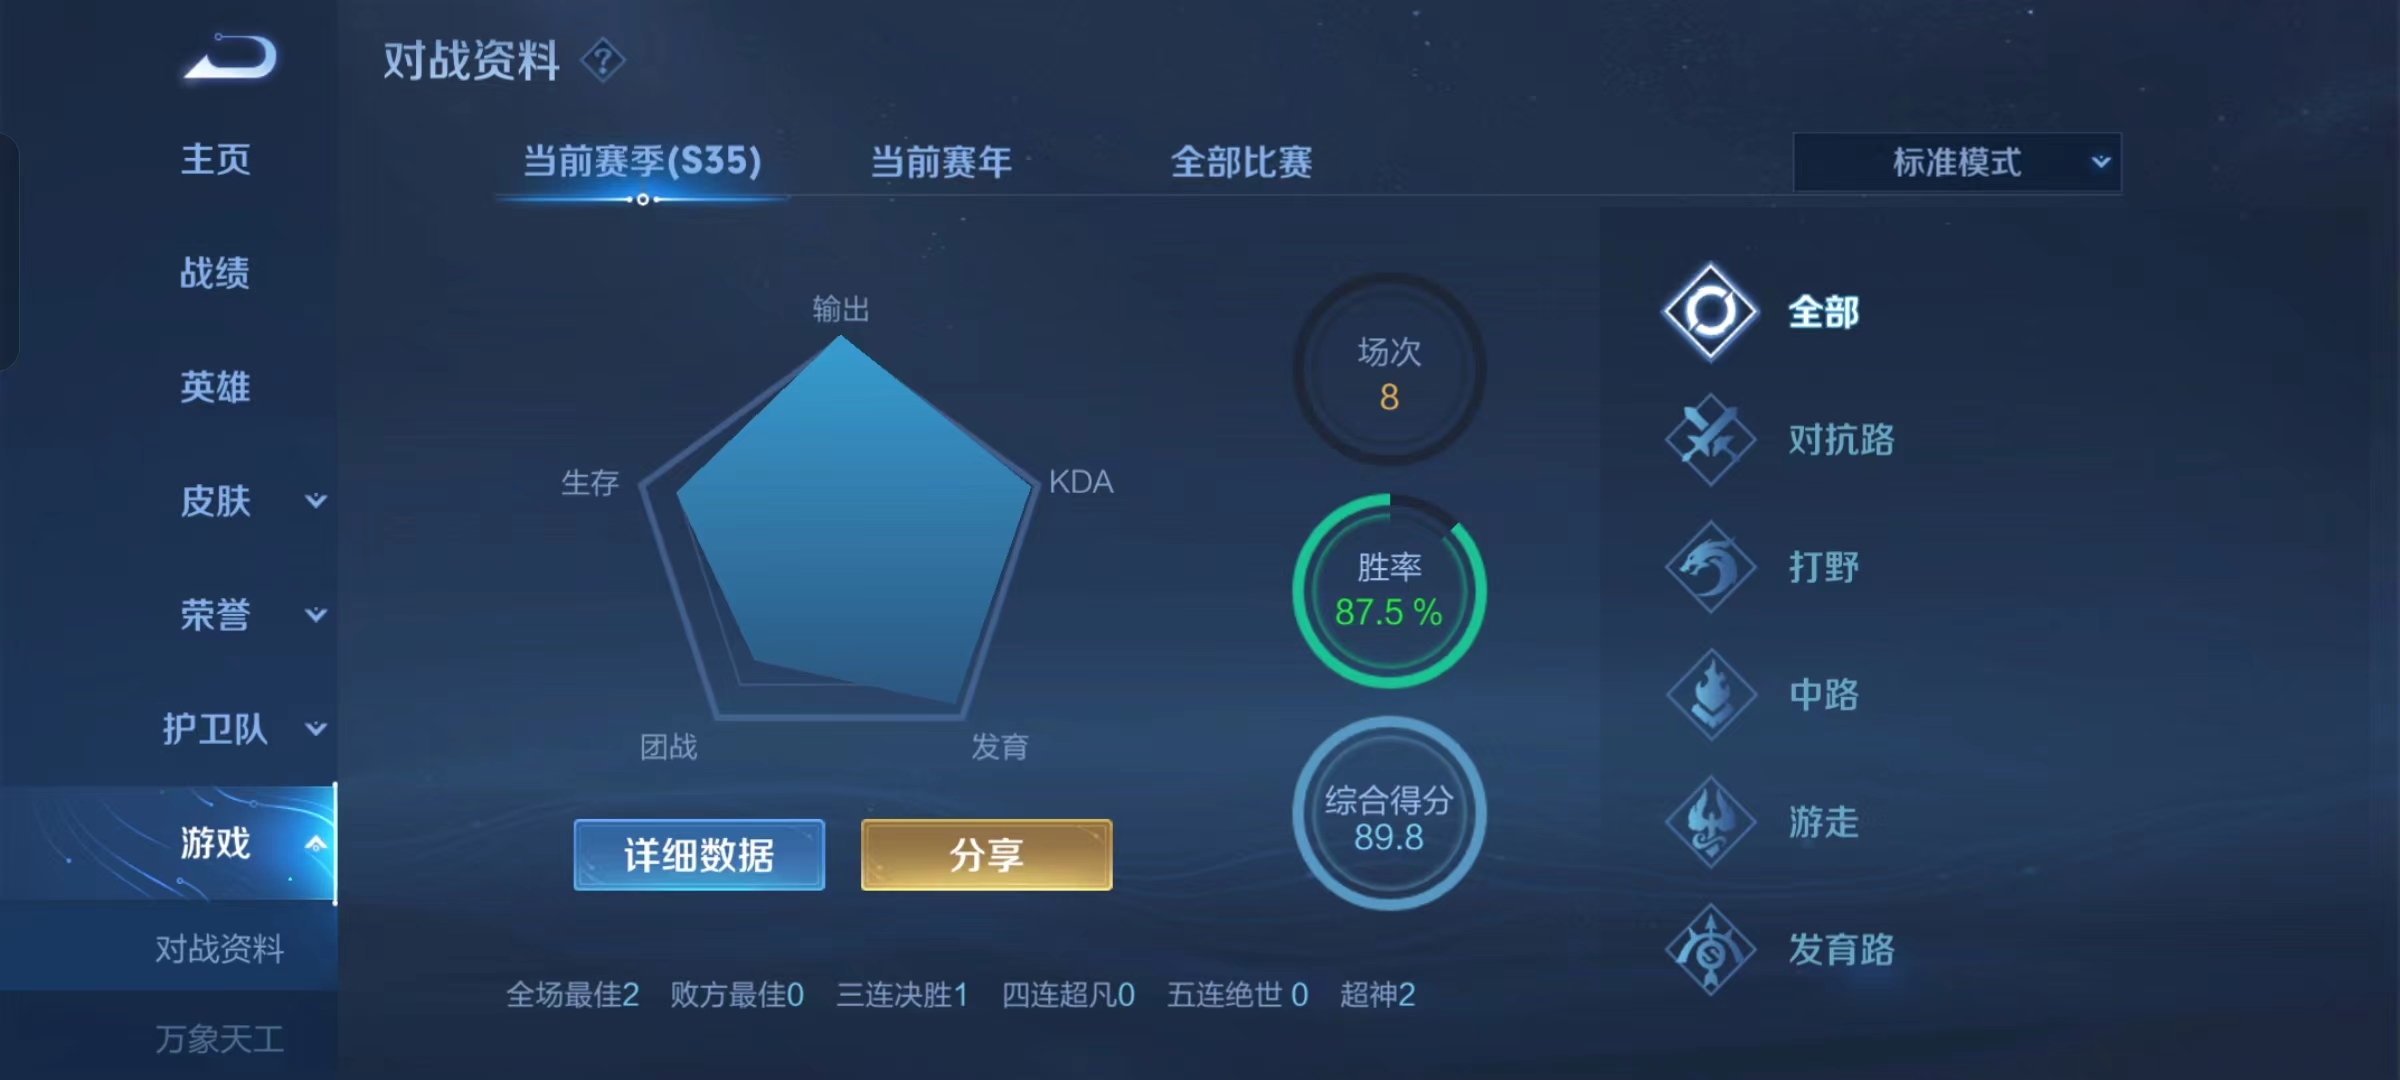 对战资料 ?
主页
战绩
英雄
皮肤
荣誉
护卫队
游戏
对战资料
万象天工
当前赛季(S35) 当前赛年 全部比赛 标准模式
输出
生存 KDA
团战 发育
场次
8
胜率
87.5 %
综合得分
89.8
详细数据 分享
全场最佳2 败方最佳0 三连决胜1 四连超凡0 五连绝世 0 超神2
全部
对抗路
打野
中路
游走
发育路